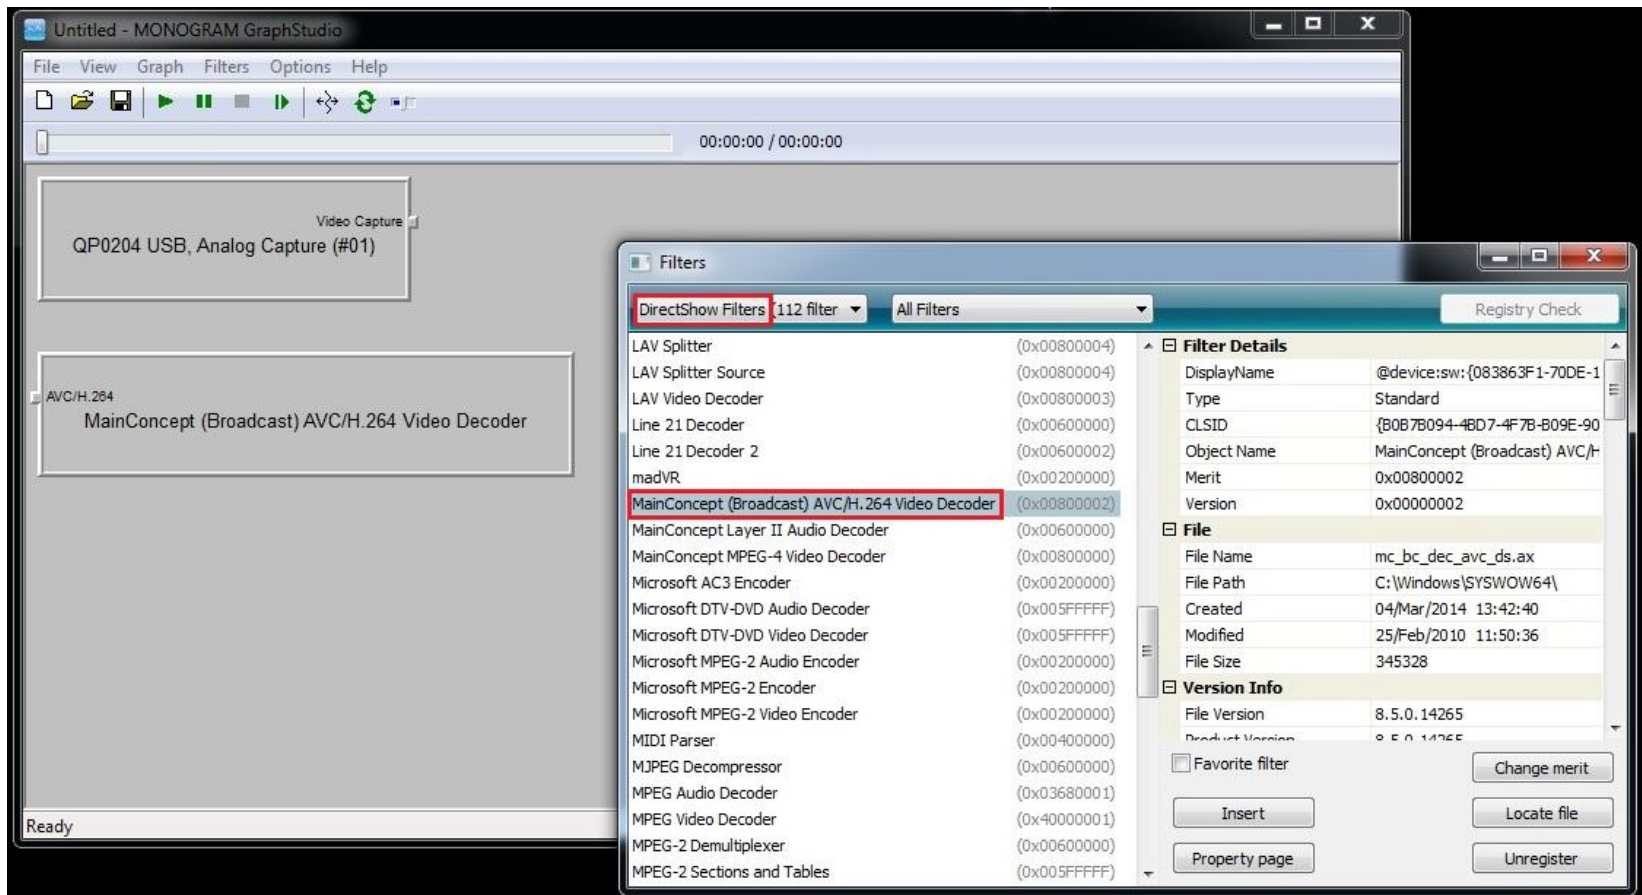 Untitled - MONOGRAM GraphStudio
File View Graph Filters Options Help
00:00:00 / 00:00:00
Video Capture
QP0204 USB, Analog Capture (#01)
AVC/H.264
MainConcept (Broadcast) AVC/H.264 Video Decoder
Ready
Filters
DirectShow Filters (112 filter All Filters Registry Check
LAV Splitter (0x00800004)
LAV Splitter Source (0x00800004)
LAV Video Decoder (0x00800003)
Line 21 Decoder (0x00600000)
Line 21 Decoder 2 (0x00600002)
madVR (0x00200000)
MainConcept (Broadcast) AVC/H.264 Video Decoder (0x00800002)
MainConcept Layer II Audio Decoder (0x00600000)
MainConcept MPEG-4 Video Decoder (0x00800000)
Microsoft AC3 Encoder (0x00200000)
Microsoft DTV-DVD Audio Decoder (0x005FFFFF)
Microsoft DTV-DVD Video Decoder (0x005FFFFF)
Microsoft MPEG-2 Audio Encoder (0x00200000)
Microsoft MPEG-2 Encoder (0x00200000)
Microsoft MPEG-2 Video Encoder (0x00200000)
MIDI Parser (0x00400000)
MJPEG Decompressor (0x00600000)
MPEG Audio Decoder (0x03680001)
MPEG Video Decoder (0x40000001)
MPEG-2 Demultiplexer (0x00600000)
MPEG-2 Sections and Tables (0x005FFFFF)
Filter Details
DisplayName @device:sw:{083863F1-70DE-1
Type Standard
CLSID {B0B7B094-4BD7-4F7B-B09E-90
Object Name MainConcept (Broadcast) AVC/H
Merit 0x00800002
Version 0x00000002
File
File Name mc_bc_dec_avc_ds.ax
File Path C:\Windows\SYSWOW64\
Created 04/Mar/2014 13:42:40
Modified 25/Feb/2010 11:50:36
File Size 345328
Version Info
File Version 8.5.0.14265
Product Version 8.5.0.14265
Favorite filter
Change merit
Insert
Locate file
Property page
Unregister